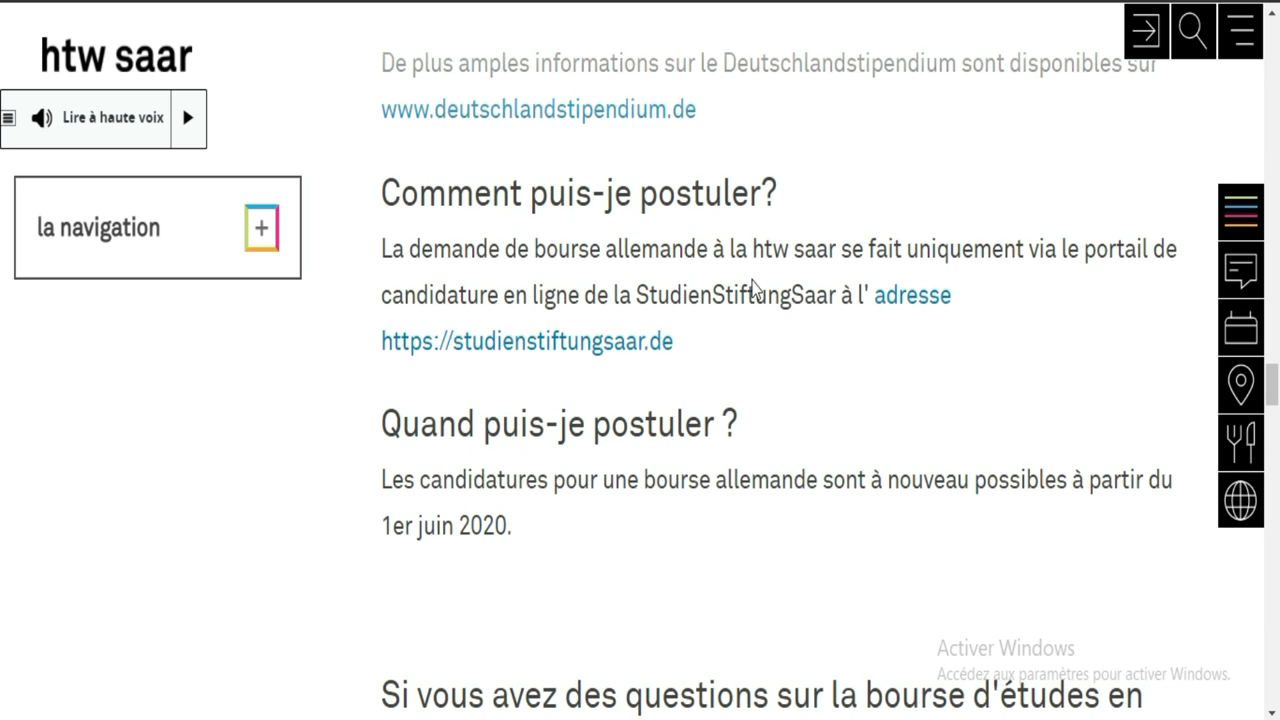 htw saar
Lire à haute voix
la navigation
+
De plus amples informations sur le Deutschlandstipendium sont disponibles sur
www.deutschlandstipendium.de
Comment puis-je postuler?
La demande de bourse allemande à la htw saar se fait uniquement via le portail de
candidature en ligne de la StudienStiftungSaar à l' adresse
https://studienstiftungsaar.de
Quand puis-je postuler ?
Les candidatures pour une bourse allemande sont à nouveau possibles à partir du
1er juin 2020.
Activer Windows
Accédez aux paramètres pour activer Windows.
Si vous avez des questions sur la bourse d'études en